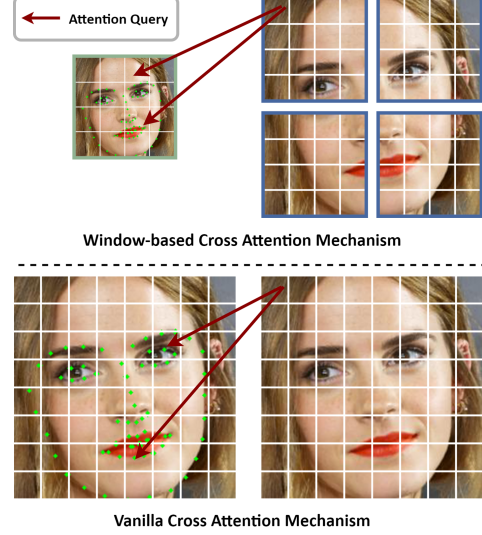 Attention Query
Window-based Cross Attention Mechanism
Vanilla Cross Attention Mechanism